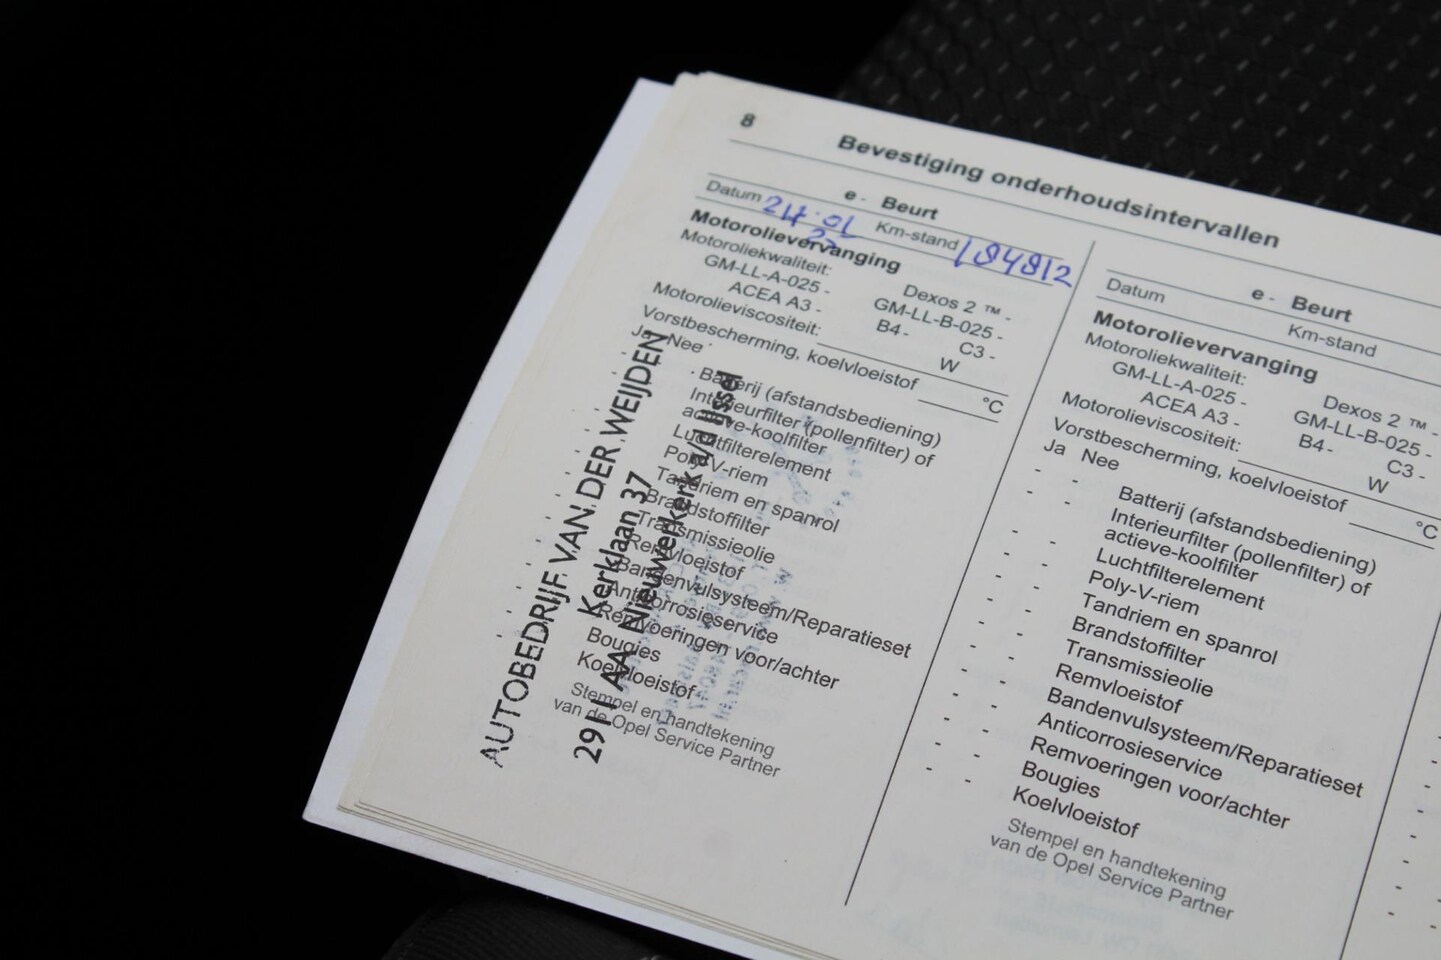 8
Bevestiging onderhoudsintervallen
e - Beurt
Datum 24.01 Km-stand 184812
Motorolievervanging
Motoroliekwaliteit:
Dexos 2 ™ -
GM-LL-A-025 - GM-LL-B-025 -
ACEA A3 - B4 - C3 -
Motorolieviscositeit: W
Vorstbescherming, koelvloeistof °C
Ja Nee
Batterij (afstandsbediening)
Interieurfilter (pollenfilter) of
actieve-koolfilter
Luchtfilterelement
Poly-V-riem
Tandriem en spanrol
Brandstoffilter
Transmissieolie
Remvloeistof
Bandenvulsysteem/Reparatieset
Anticorrosieservice
Remvoeringen voor/achter
Bougies
Koelvloeistof
Stempel en handtekening
van de Opel Service Partner
AUTOBEDRIJF VAN DER WEIJDEN
Kerklaan 37
2911 AA Nieuwerkerk a/d IJssel
e - Beurt
Datum Km-stand
Motorolievervanging
Motoroliekwaliteit:
Dexos 2 ™ -
GM-LL-A-025 - GM-LL-B-025 -
ACEA A3 - B4 - C3 -
Motorolieviscositeit: W
Vorstbescherming, koelvloeistof °C
Ja Nee
Batterij (afstandsbediening)
Interieurfilter (pollenfilter) of
actieve-koolfilter
Luchtfilterelement
Poly-V-riem
Tandriem en spanrol
Brandstoffilter
Transmissieolie
Remvloeistof
Bandenvulsysteem/Reparatieset
Anticorrosieservice
Remvoeringen voor/achter
Bougies
Koelvloeistof
Stempel en handtekening
van de Opel Service Partner